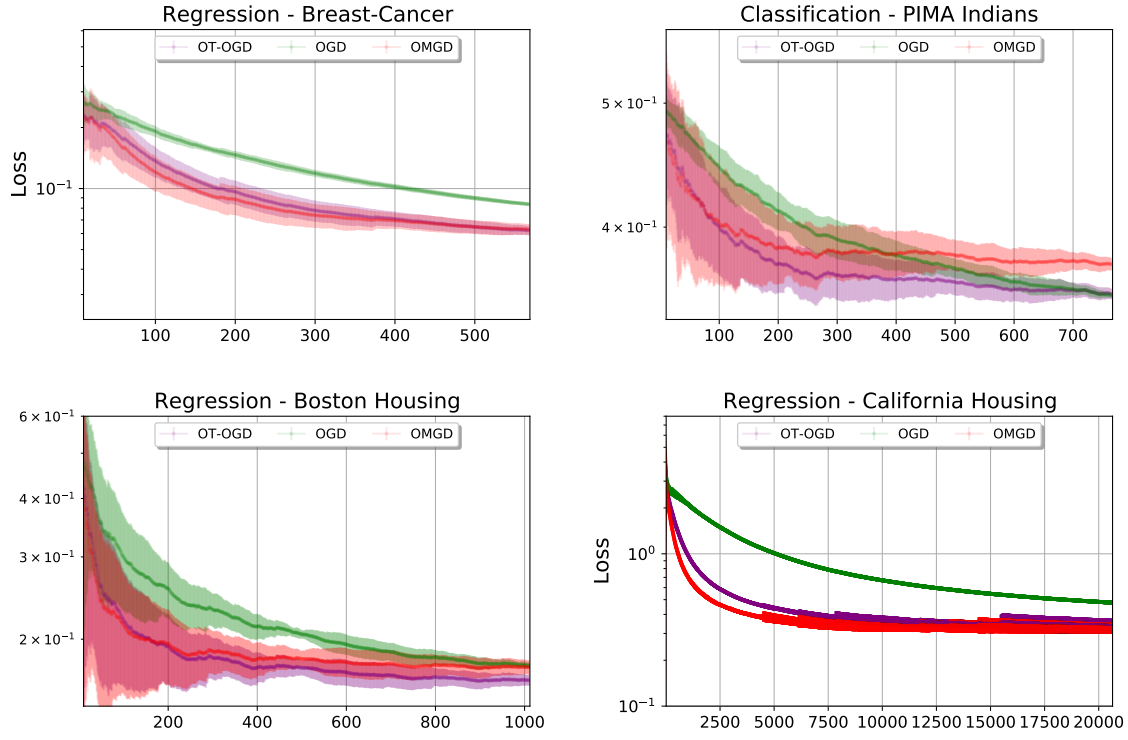 Regression - Breast-Cancer
OT-OGD OGD OMGD
Loss
10⁻¹
100 200 300 400 500
Classification - PIMA Indians
OT-OGD OGD OMGD
5 × 10⁻¹
4 × 10⁻¹
100 200 300 400 500 600 700
Regression - Boston Housing
OT-OGD OGD OMGD
6 × 10⁻¹
4 × 10⁻¹
3 × 10⁻¹
2 × 10⁻¹
200 400 600 800 1000
Regression - California Housing
OT-OGD OGD OMGD
Loss
10⁰
10⁻¹
2500 5000 7500 10000 12500 15000 17500 20000